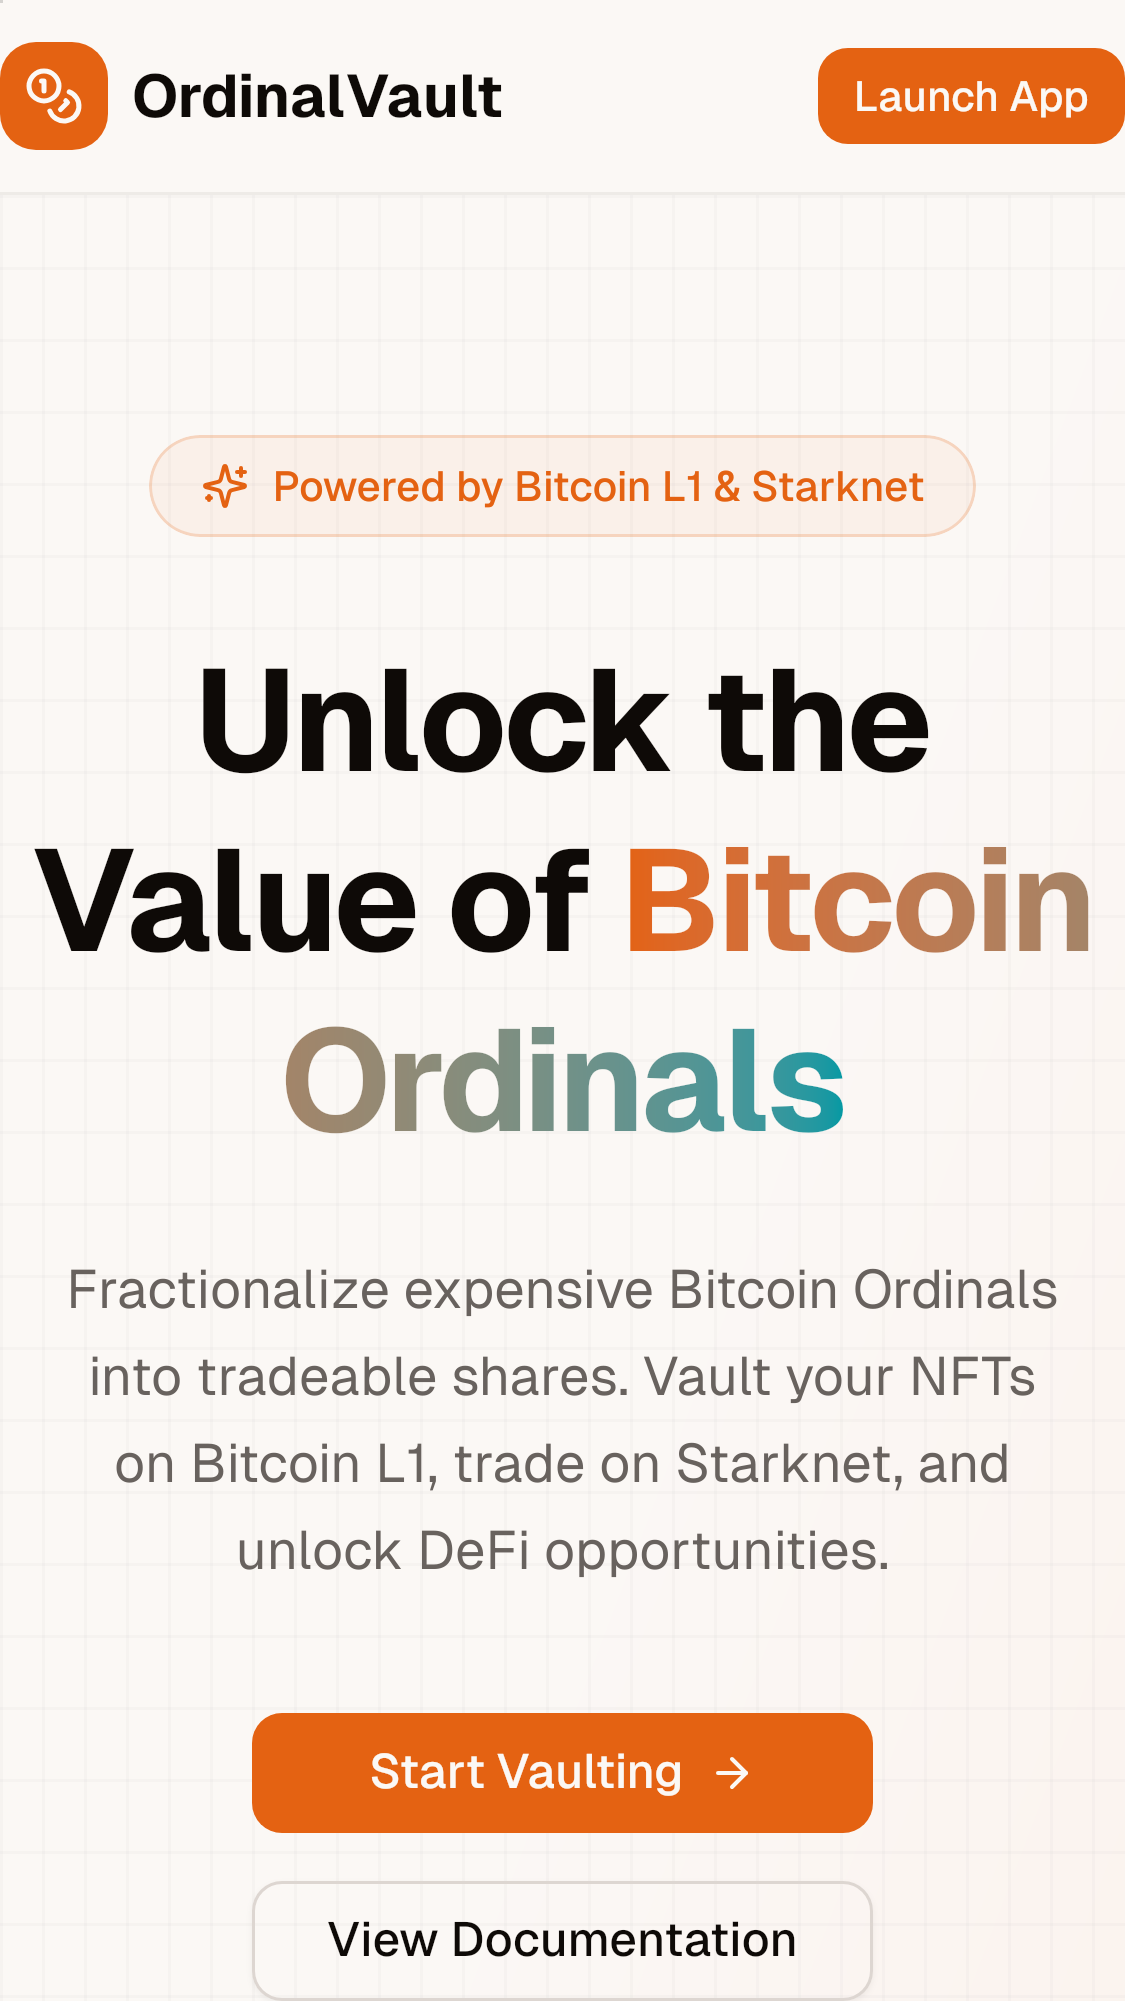 OrdinalVault
Launch App
Powered by Bitcoin L1 & Starknet
Unlock the
Value of Bitcoin
Ordinals
Fractionalize expensive Bitcoin Ordinals
into tradeable shares. Vault your NFTs
on Bitcoin L1, trade on Starknet, and
unlock DeFi opportunities.
Start Vaulting →
View Documentation